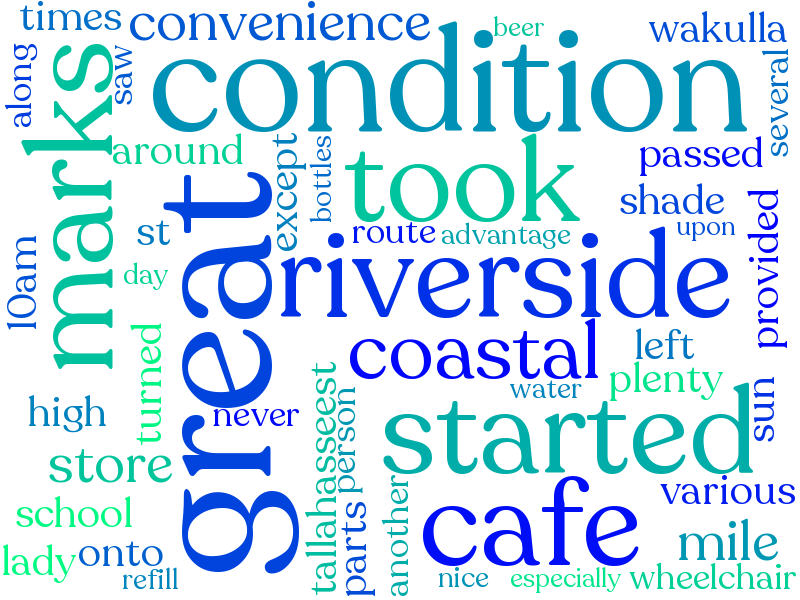 times
convenience
beer
wakulla
along
saw
condition
several
marks
around
except
bottles
took
passed
shade
upon
st
route
advantage
great
riverside
provided
10am
day
turned
coastal
left
water
plenty
high
never
tallahasseest
person
started
sun
store
cafe
various
school
parts
another
mile
lady
onto
refill
nice
especially
wheelchair